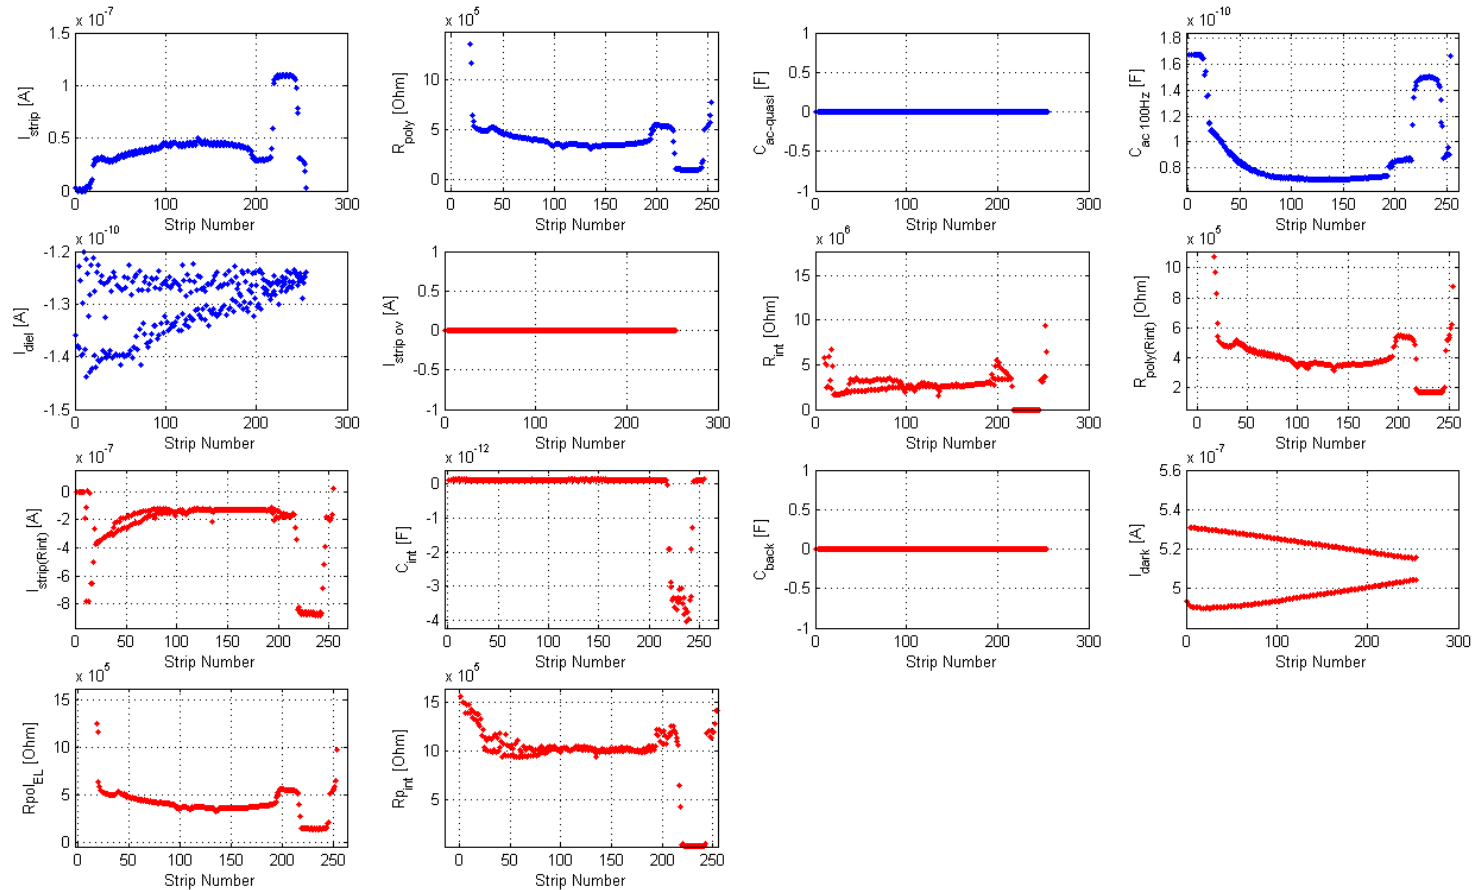 x 10^-7
I_strip [A]
1.5
1
0.5
0
0 100 200 300
Strip Number
x 10^5
R_poly [Ohm]
10
5
0
0 50 100 150 200 250
Strip Number
C_ac-quasi [F]
1
0.5
0
-0.5
-1
0 100 200 300
Strip Number
x 10^-10
C_ac 100Hz [F]
1.8
1.6
1.4
1.2
1
0.8
0 50 100 150 200 250
Strip Number
x 10^-10
I_diel [A]
-1.2
-1.3
-1.4
-1.5
0 100 200 300
Strip Number
I_strip ov [A]
1
0.5
0
-0.5
-1
0 100 200 300
Strip Number
x 10^6
R_int [Ohm]
15
10
5
0
0 100 200 300
Strip Number
x 10^5
R_poly(Rint) [Ohm]
10
8
6
4
2
0 50 100 150 200 250
Strip Number
x 10^-7
I_strip(Rint) [A]
0
-2
-4
-6
-8
0 50 100 150 200 250
Strip Number
x 10^-12
C_int [F]
0
-1
-2
-3
-4
0 50 100 150 200 250
Strip Number
C_back [F]
1
0.5
0
-0.5
-1
0 100 200 300
Strip Number
x 10^-7
I_dark [A]
5.6
5.4
5.2
5
0 100 200 300
Strip Number
x 10^5
Rpol_EL [Ohm]
15
10
5
0
0 50 100 150 200 250
Strip Number
x 10^5
Rp_int [Ohm]
15
10
5
0 50 100 150 200 250
Strip Number